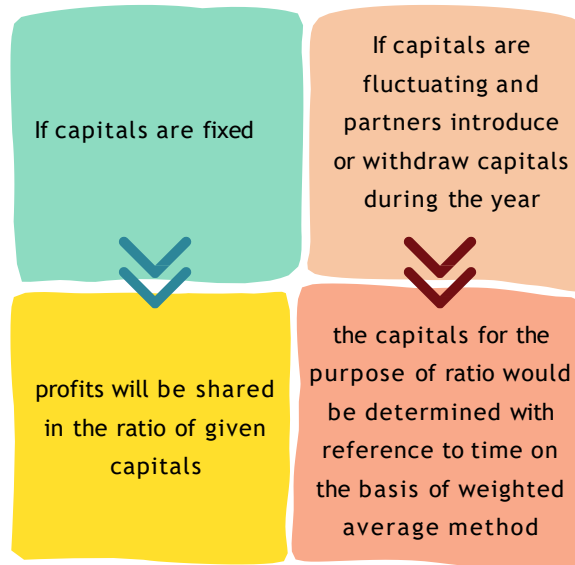 If capitals are fixed
profits will be shared
in the ratio of given
capitals
If capitals are
fluctuating and
partners introduce
or withdraw capitals
during the year
the capitals for the
purpose of ratio would
be determined with
reference to time on
the basis of weighted
average method